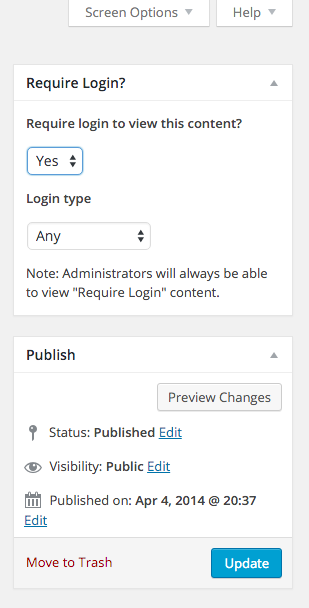 Screen Options Help
Require Login?
Require login to view this content?
Yes
Login type
Any
Note: Administrators will always be able
to view "Require Login" content.
Publish
Preview Changes
Status: Published Edit
Visibility: Public Edit
Published on: Apr 4, 2014 @ 20:37
Edit
Move to Trash Update